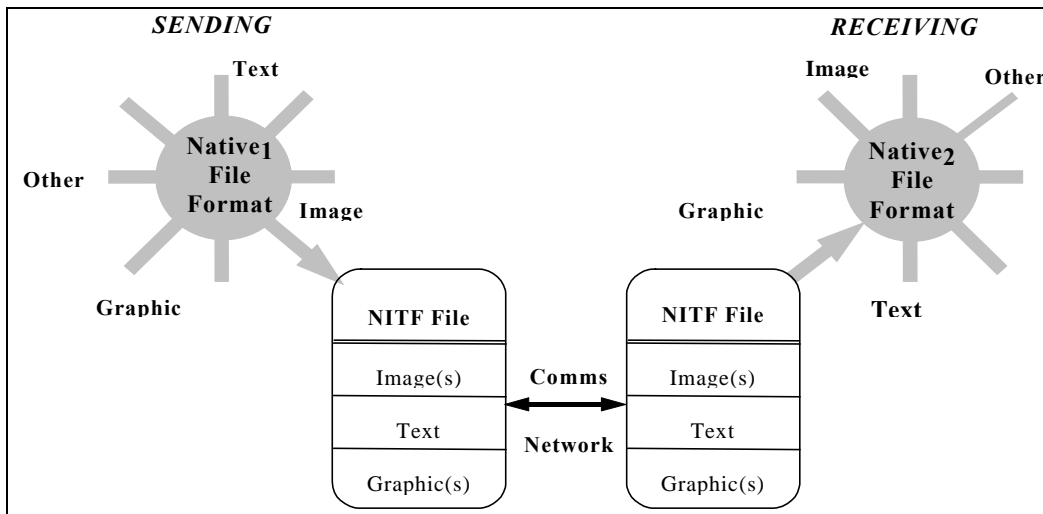 SENDING
RECEIVING
Text
Image
Other
Native1
File
Format
Native2
File
Format
Other
Image
Graphic
Graphic
Text
NITF File
Image(s)
Text
Graphic(s)
Comms
Network
NITF File
Image(s)
Text
Graphic(s)